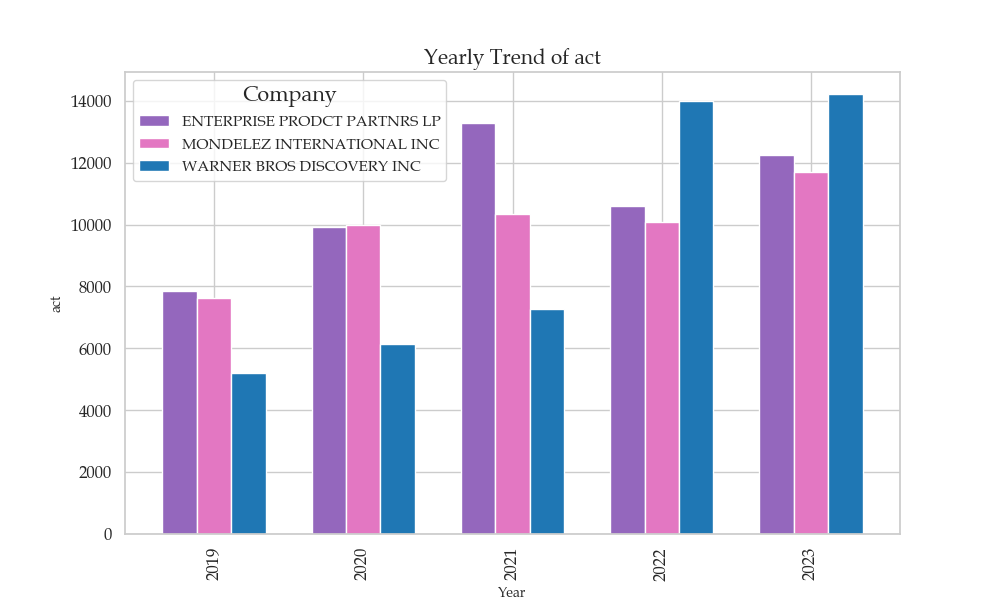 Yearly Trend of act
Company
ENTERPRISE PRODCT PARTNRS LP
MONDELEZ INTERNATIONAL INC
WARNER BROS DISCOVERY INC
14000
12000
10000
8000
6000
4000
2000
0
act
2019
2020
2021
2022
2023
Year